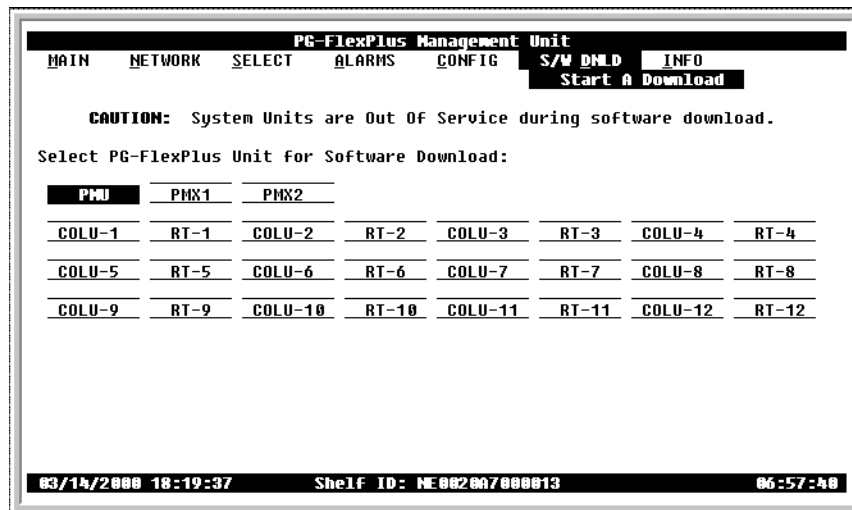 PG-FlexPlus Management Unit
MAIN NETWORK SELECT ALARMS CONFIG S/W DNLD INFO
Start A Download
CAUTION: System Units are Out Of Service during software download.
Select PG-FlexPlus Unit for Software Download:
PMU PMX1 PMX2
COLU-1 RT-1 COLU-2 RT-2 COLU-3 RT-3 COLU-4 RT-4
COLU-5 RT-5 COLU-6 RT-6 COLU-7 RT-7 COLU-8 RT-8
COLU-9 RT-9 COLU-10 RT-10 COLU-11 RT-11 COLU-12 RT-12
03/14/2000 18:19:37 Shelf ID: NE0020A7000013 06:57:40